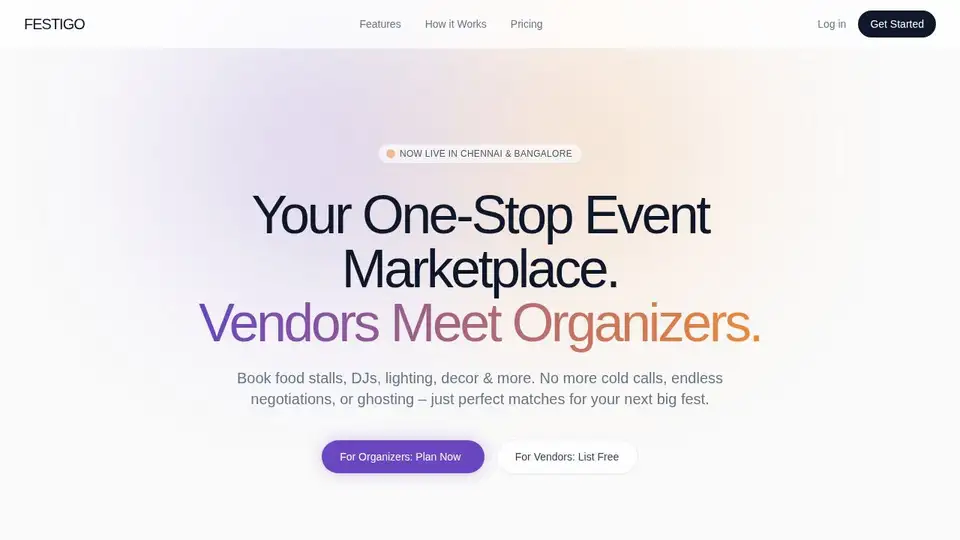 FESTIGO
Features
How it Works
Pricing
Log in
Get Started
NOW LIVE IN CHENNAI & BANGALORE
Your One-Stop Event
Marketplace.
Vendors Meet Organizers.
Book food stalls, DJs, lighting, decor & more. No more cold calls, endless
negotiations, or ghosting – just perfect matches for your next big fest.
For Organizers: Plan Now
For Vendors: List Free